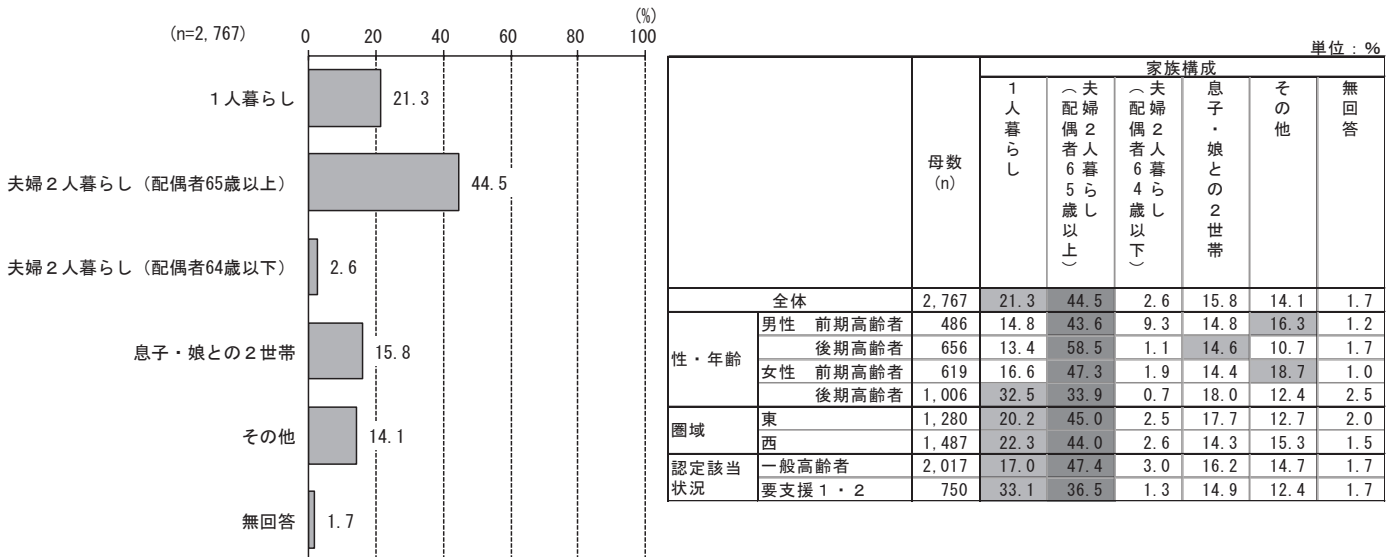 (%)
(n=2,767)
0 20 40 60 80 100
１人暮らし 21.3
夫婦２人暮らし（配偶者65歳以上） 44.5
夫婦２人暮らし（配偶者64歳以下） 2.6
息子・娘との２世帯 15.8
その他 14.1
無回答 1.7
単位：%
家族構成
母数(n)
１人暮らし
夫婦２人暮らし（配偶者６５歳以上）
夫婦２人暮らし（配偶者６４歳以下）
息子・娘との２世帯
その他
無回答
全体 2,767 21.3 44.5 2.6 15.8 14.1 1.7
性・年齢
男性 前期高齢者 486 14.8 43.6 9.3 14.8 16.3 1.2
後期高齢者 656 13.4 58.5 1.1 14.6 10.7 1.7
女性 前期高齢者 619 16.6 47.3 1.9 14.4 18.7 1.0
後期高齢者 1,006 32.5 33.9 0.7 18.0 12.4 2.5
圏域
東 1,280 20.2 45.0 2.5 17.7 12.7 2.0
西 1,487 22.3 44.0 2.6 14.3 15.3 1.5
認定該当状況
一般高齢者 2,017 17.0 47.4 3.0 16.2 14.7 1.7
要支援１・２ 750 33.1 36.5 1.3 14.9 12.4 1.7